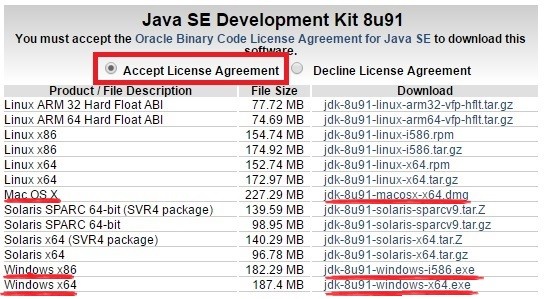 Java SE Development Kit 8u91
You must accept the Oracle Binary Code License Agreement for Java SE to download this
software.
Accept License Agreement Decline License Agreement
Product / File Description File Size Download
Linux ARM 32 Hard Float ABI 77.72 MB jdk-8u91-linux-arm32-vfp-hflt.tar.gz
Linux ARM 64 Hard Float ABI 74.69 MB jdk-8u91-linux-arm64-vfp-hflt.tar.gz
Linux x86 154.74 MB jdk-8u91-linux-i586.rpm
Linux x86 174.92 MB jdk-8u91-linux-i586.tar.gz
Linux x64 152.74 MB jdk-8u91-linux-x64.rpm
Linux x64 172.97 MB jdk-8u91-linux-x64.tar.gz
Mac OS X 227.29 MB jdk-8u91-macosx-x64.dmg
Solaris SPARC 64-bit (SVR4 package) 139.59 MB jdk-8u91-solaris-sparcv9.tar.Z
Solaris SPARC 64-bit 98.95 MB jdk-8u91-solaris-sparcv9.tar.gz
Solaris x64 (SVR4 package) 140.29 MB jdk-8u91-solaris-x64.tar.Z
Solaris x64 96.78 MB jdk-8u91-solaris-x64.tar.gz
Windows x86 182.29 MB jdk-8u91-windows-i586.exe
Windows x64 187.4 MB jdk-8u91-windows-x64.exe